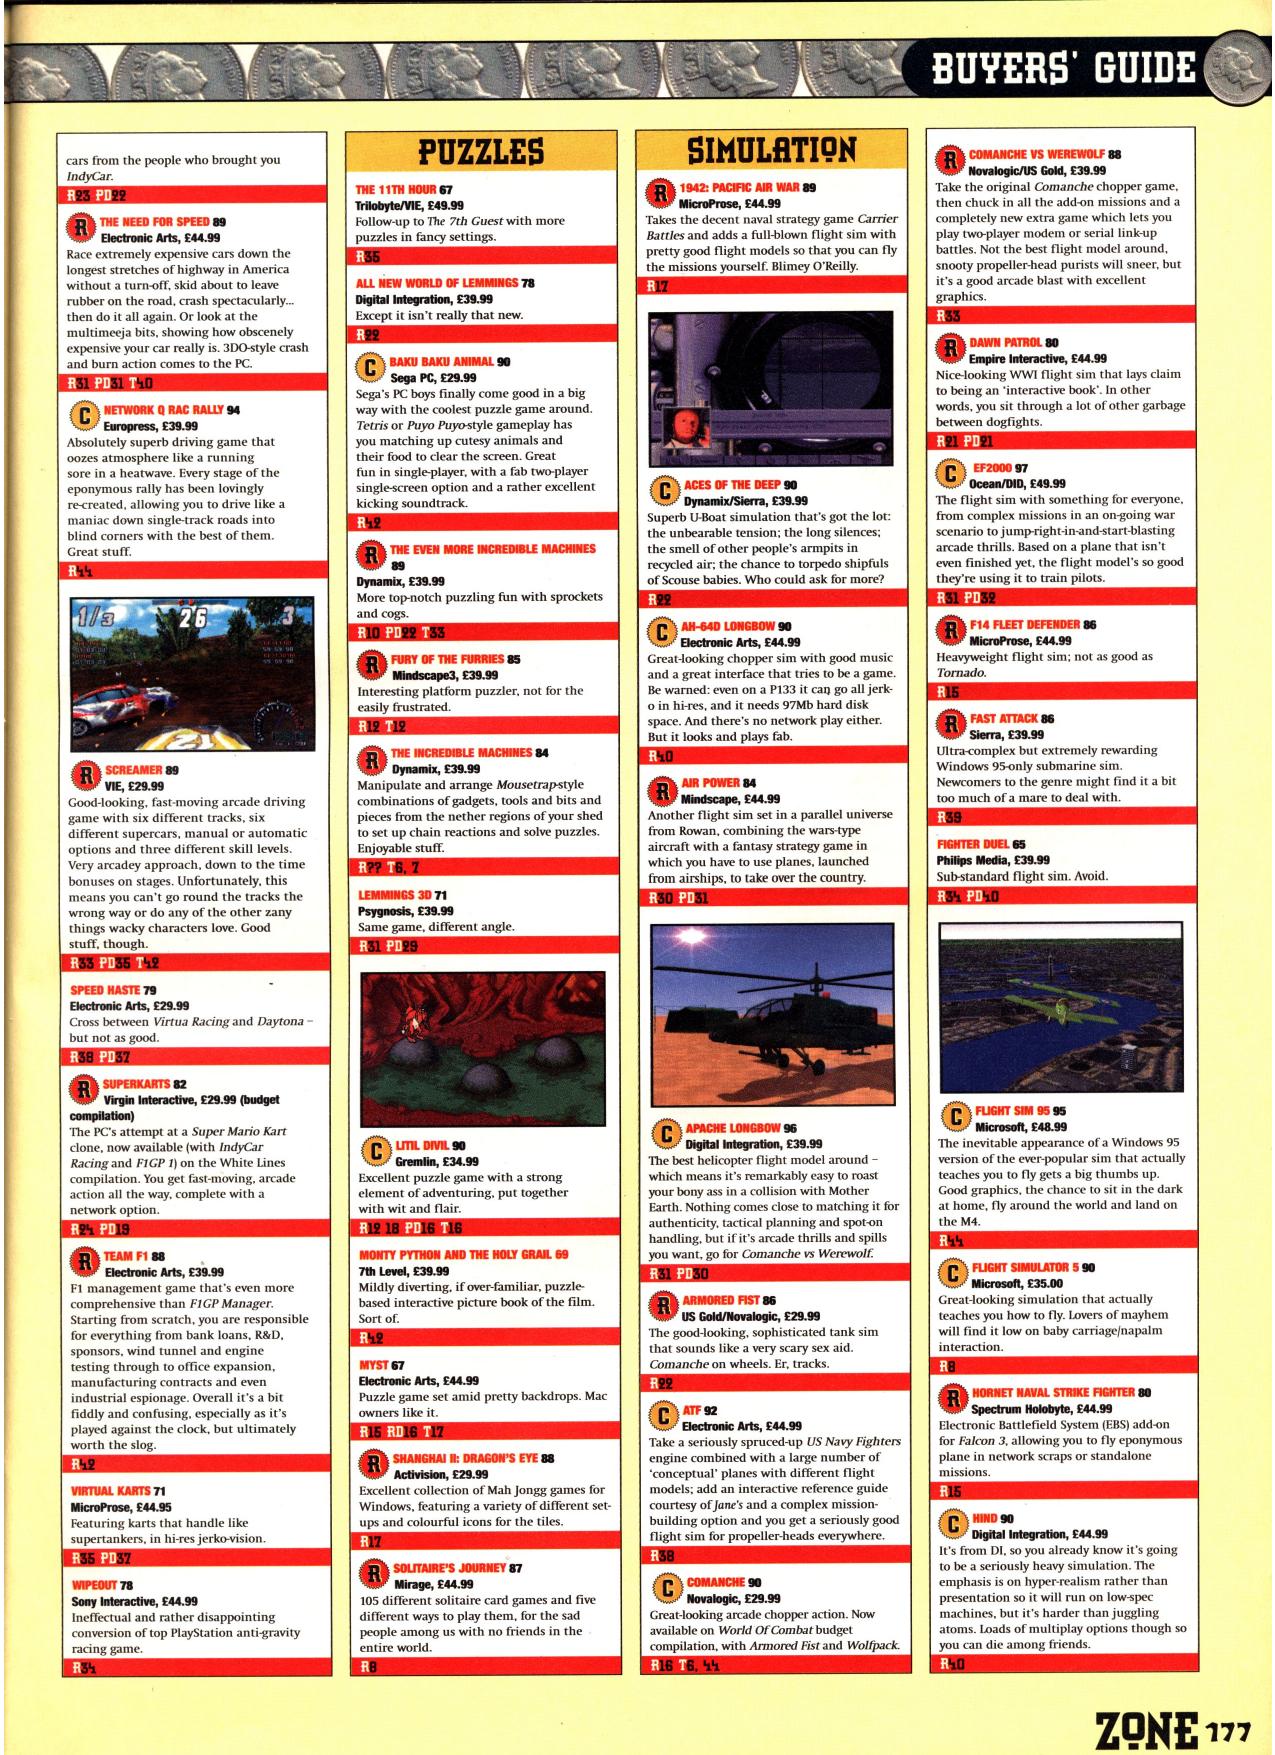 BUYERS' GUIDE
cars from the people who brought you
IndyCar.
R23 PD22
R THE NEED FOR SPEED 89
Electronic Arts, £44.99
Race extremely expensive cars down the
longest stretches of highway in America
without a turn-off, skid about to leave
rubber on the road, crash spectacularly...
then do it all again. Or look at the
multimeeja bits, showing how obscenely
expensive your car really is. 3DO-style crash
and burn action comes to the PC.
R31 PD31 T40
C NETWORK Q RAC RALLY 94
Europress, £39.99
Absolutely superb driving game that
oozes atmosphere like a running
sore in a heatwave. Every stage of the
eponymous rally has been lovingly
re-created, allowing you to drive like a
maniac down single-track roads into
blind corners with the best of them.
Great stuff.
R44
1/3 26 3
21
R SCREAMER 89
VIE, £29.99
Good-looking, fast-moving arcade driving
game with six different tracks, six
different supercars, manual or automatic
options and three different skill levels.
Very arcadey approach, down to the time
bonuses on stages. Unfortunately, this
means you can't go round the tracks the
wrong way or do any of the other zany
things wacky characters love. Good
stuff, though.
R33 PD35 T42
SPEED HASTE 79
Electronic Arts, £29.99
Cross between Virtua Racing and Daytona –
but not as good.
R38 PD37
R SUPERKARTS 82
Virgin Interactive, £29.99 (budget
compilation)
The PC's attempt at a Super Mario Kart
clone, now available (with IndyCar
Racing and F1GP 1) on the White Lines
compilation. You get fast-moving, arcade
action all the way, complete with a
network option.
R24 PD19
R TEAM F1 88
Electronic Arts, £39.99
F1 management game that's even more
comprehensive than F1GP Manager.
Starting from scratch, you are responsible
for everything from bank loans, R&D,
sponsors, wind tunnel and engine
testing through to office expansion,
manufacturing contracts and even
industrial espionage. Overall it's a bit
fiddly and confusing, especially as it's
played against the clock, but ultimately
worth the slog.
R42
VIRTUAL KARTS 71
MicroProse, £44.95
Featuring karts that handle like
supertankers, in hi-res jerko-vision.
R35 PD37
WIPEOUT 78
Sony Interactive, £44.99
Ineffectual and rather disappointing
conversion of top PlayStation anti-gravity
racing game.
R34
PUZZLES
THE 11TH HOUR 67
Trilobyte/VIE, £49.99
Follow-up to The 7th Guest with more
puzzles in fancy settings.
R35
ALL NEW WORLD OF LEMMINGS 78
Digital Integration, £39.99
Except it isn't really that new.
R22
C BAKU BAKU ANIMAL 90
Sega PC, £29.99
Sega's PC boys finally come good in a big
way with the coolest puzzle game around.
Tetris or Puyo Puyo-style gameplay has
you matching up cutesy animals and
their food to clear the screen. Great
fun in single-player, with a fab two-player
single-screen option and a rather excellent
kicking soundtrack.
R42
R THE EVEN MORE INCREDIBLE MACHINES
89
Dynamix, £39.99
More top-notch puzzling fun with sprockets
and cogs.
R10 PD22 T33
R FURY OF THE FURRIES 85
Mindscape3, £39.99
Interesting platform puzzler, not for the
easily frustrated.
R12 T12
R THE INCREDIBLE MACHINES 84
Dynamix, £39.99
Manipulate and arrange Mousetrap-style
combinations of gadgets, tools and bits and
pieces from the nether regions of your shed
to set up chain reactions and solve puzzles.
Enjoyable stuff.
R?? T6, 7
LEMMINGS 3D 71
Psygnosis, £39.99
Same game, different angle.
R31 PD29
C LITIL DIVIL 90
Gremlin, £34.99
Excellent puzzle game with a strong
element of adventuring, put together
with wit and flair.
R12 18 PD16 T16
MONTY PYTHON AND THE HOLY GRAIL 69
7th Level, £39.99
Mildly diverting, if over-familiar, puzzle-
based interactive picture book of the film.
Sort of.
R42
MYST 67
Electronic Arts, £44.99
Puzzle game set amid pretty backdrops. Mac
owners like it.
R15 RD16 T17
R SHANGHAI II: DRAGON'S EYE 88
Activision, £29.99
Excellent collection of Mah Jongg games for
Windows, featuring a variety of different set-
ups and colourful icons for the tiles.
R17
R SOLITAIRE'S JOURNEY 87
Mirage, £44.99
105 different solitaire card games and five
different ways to play them, for the sad
people among us with no friends in the
entire world.
R8
SIMULATION
R 1942: PACIFIC AIR WAR 89
MicroProse, £44.99
Takes the decent naval strategy game Carrier
Battles and adds a full-blown flight sim with
pretty good flight models so that you can fly
the missions yourself. Blimey O'Reilly.
R17
C ACES OF THE DEEP 90
Dynamix/Sierra, £39.99
Superb U-Boat simulation that's got the lot:
the unbearable tension; the long silences;
the smell of other people's armpits in
recycled air; the chance to torpedo shipfuls
of Scouse babies. Who could ask for more?
R22
C AH-64D LONGBOW 90
Electronic Arts, £44.99
Great-looking chopper sim with good music
and a great interface that tries to be a game.
Be warned: even on a P133 it can go all jerk-
o in hi-res, and it needs 97Mb hard disk
space. And there's no network play either.
But it looks and plays fab.
R40
R AIR POWER 84
Mindscape, £44.99
Another flight sim set in a parallel universe
from Rowan, combining the wars-type
aircraft with a fantasy strategy game in
which you have to use planes, launched
from airships, to take over the country.
R30 PD31
C APACHE LONGBOW 96
Digital Integration, £39.99
The best helicopter flight model around –
which means it's remarkably easy to roast
your bony ass in a collision with Mother
Earth. Nothing comes close to matching it for
authenticity, tactical planning and spot-on
handling, but if it's arcade thrills and spills
you want, go for Comanche vs Werewolf.
R31 PD30
R ARMORED FIST 86
US Gold/Novalogic, £29.99
The good-looking, sophisticated tank sim
that sounds like a very scary sex aid.
Comanche on wheels. Er, tracks.
R22
C ATF 92
Electronic Arts, £44.99
Take a seriously spruced-up US Navy Fighters
engine combined with a large number of
'conceptual' planes with different flight
models; add an interactive reference guide
courtesy of Jane's and a complex mission-
building option and you get a seriously good
flight sim for propeller-heads everywhere.
R38
C COMANCHE 90
Novalogic, £29.99
Great-looking arcade chopper action. Now
available on World Of Combat budget
compilation, with Armored Fist and Wolfpack.
R16 T6, 44
R COMANCHE VS WEREWOLF 88
Novalogic/US Gold, £39.99
Take the original Comanche chopper game,
then chuck in all the add-on missions and a
completely new extra game which lets you
play two-player modem or serial link-up
battles. Not the best flight model around,
snooty propeller-head purists will sneer, but
it's a good arcade blast with excellent
graphics.
R33
R DAWN PATROL 80
Empire Interactive, £44.99
Nice-looking WWI flight sim that lays claim
to being an 'interactive book'. In other
words, you sit through a lot of other garbage
between dogfights.
R21 PD21
C EF2000 97
Ocean/DID, £49.99
The flight sim with something for everyone,
from complex missions in an on-going war
scenario to jump-right-in-and-start-blasting
arcade thrills. Based on a plane that isn't
even finished yet, the flight model's so good
they're using it to train pilots.
R31 PD32
R F14 FLEET DEFENDER 86
MicroProse, £44.99
Heavyweight flight sim; not as good as
Tornado.
R15
R FAST ATTACK 86
Sierra, £39.99
Ultra-complex but extremely rewarding
Windows 95-only submarine sim.
Newcomers to the genre might find it a bit
too much of a mare to deal with.
R39
FIGHTER DUEL 65
Philips Media, £39.99
Sub-standard flight sim. Avoid.
R34 PD40
C FLIGHT SIM 95 95
Microsoft, £48.99
The inevitable appearance of a Windows 95
version of the ever-popular sim that actually
teaches you to fly gets a big thumbs up.
Good graphics, the chance to sit in the dark
at home, fly around the world and land on
the M4.
R44
C FLIGHT SIMULATOR 5 90
Microsoft, £35.00
Great-looking simulation that actually
teaches you how to fly. Lovers of mayhem
will find it low on baby carriage/napalm
interaction.
R8
R HORNET NAVAL STRIKE FIGHTER 80
Spectrum Holobyte, £44.99
Electronic Battlefield System (EBS) add-on
for Falcon 3, allowing you to fly eponymous
plane in network scraps or standalone
missions.
R15
C HIND 90
Digital Integration, £44.99
It's from DI, so you already know it's going
to be a seriously heavy simulation. The
emphasis is on hyper-realism rather than
presentation so it will run on low-spec
machines, but it's harder than juggling
atoms. Loads of multiplay options though so
you can die among friends.
R40
ZONE 177